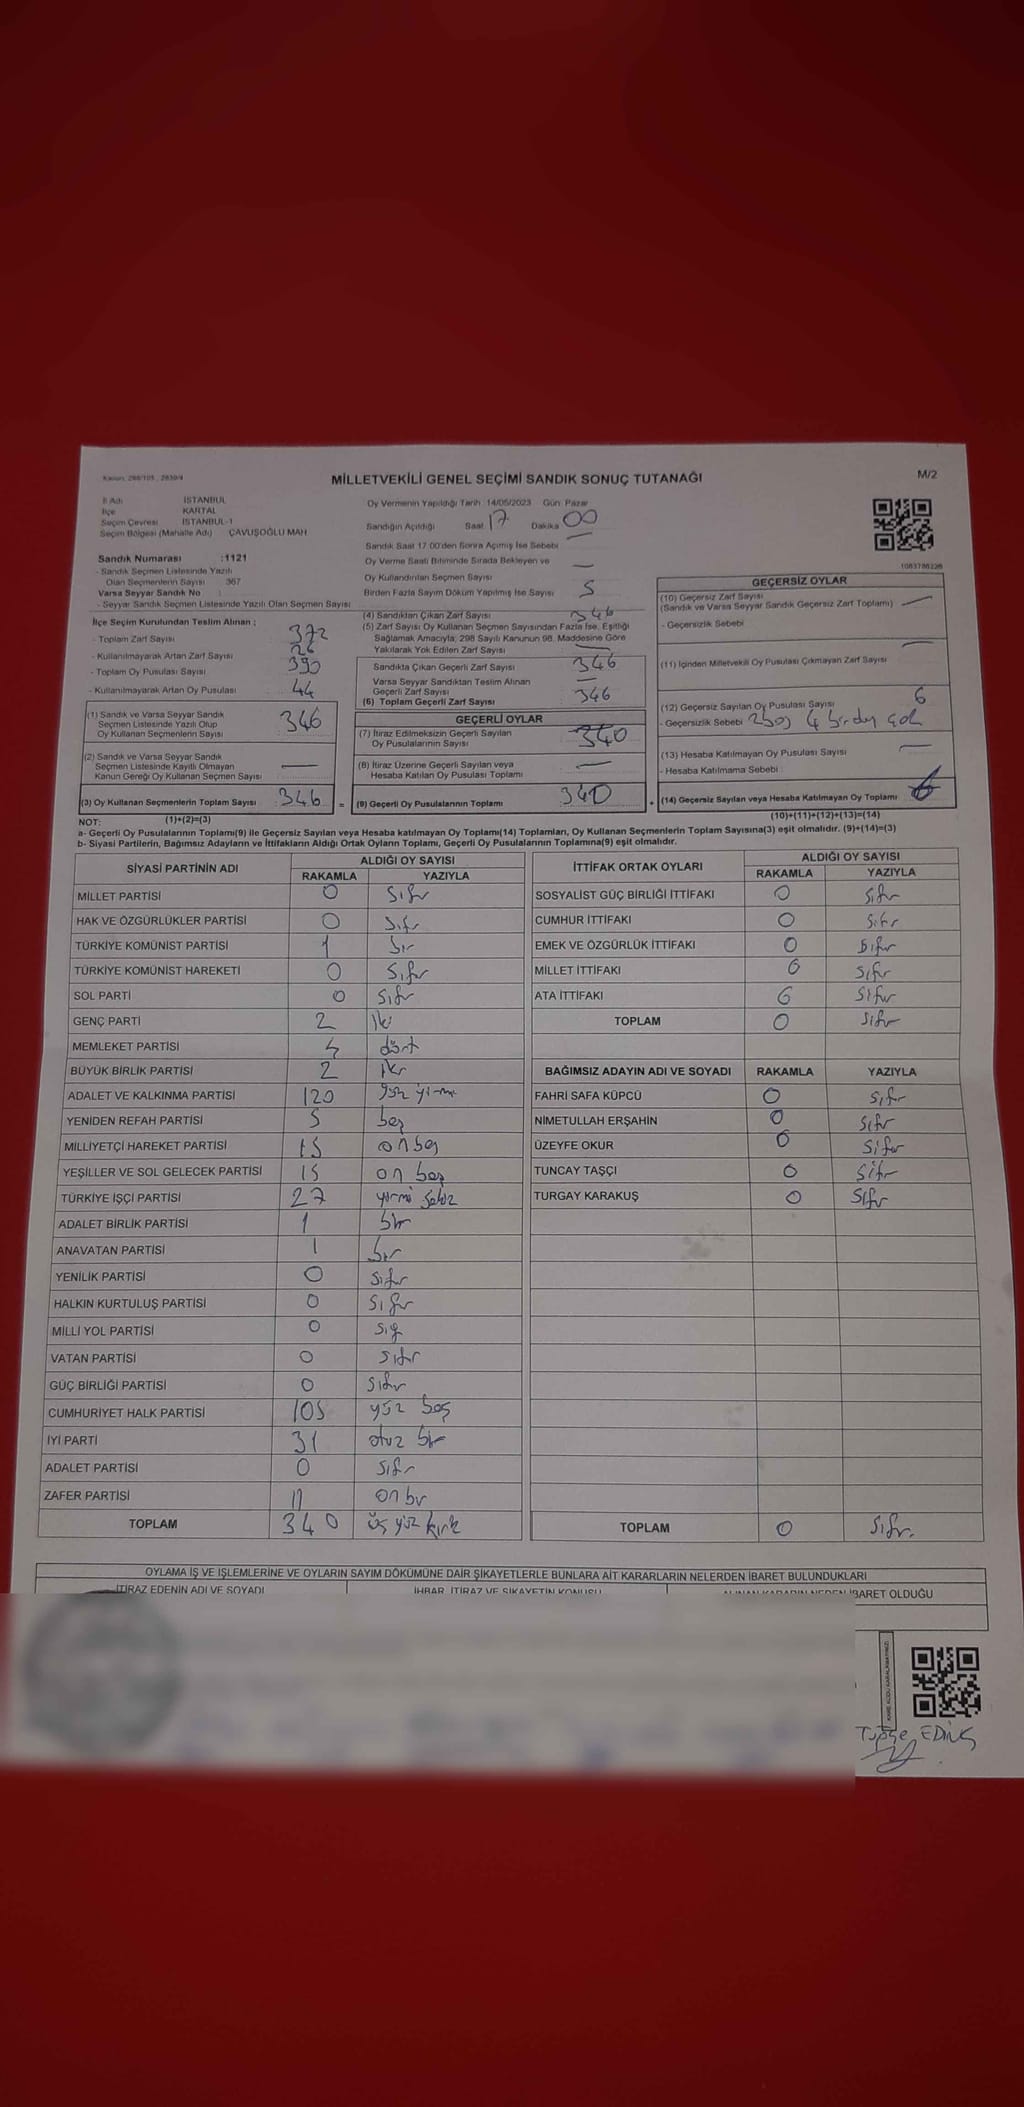 Kanun: 298/105 , 2839/4
MİLLETVEKİLİ GENEL SEÇİMİ SANDIK SONUÇ TUTANAĞI
M/2
İl Adı İSTANBUL
İlçe KARTAL
Seçim Çevresi İSTANBUL-1
Seçim Bölgesi (Mahalle Adı) ÇAVUŞOĞLU MAH
Sandık Numarası :1121
- Sandık Seçmen Listesinde Yazılı
Olan Seçmenlerin Sayısı 367
Varsa Seyyar Sandık No :
- Seyyar Sandık Seçmen Listesinde Yazılı Olan Seçmen Sayısı
Oy Vermenin Yapıldığı Tarih :14/05/2023 Gün: Pazar
Sandığın Açıldığı Saat 17 Dakika 00
Sandık Saat 17:00'den Sonra Açımış İse Sebebi —
Oy Verme Saati Bitiminde Sırada Bekleyen ve
Oy Kullandırılan Seçmen Sayısı —
Birden Fazla Sayım Döküm Yapılmış İse Sayısı 5
1083786226
İlçe Seçim Kurulundan Teslim Alınan ;
- Toplam Zarf Sayısı 372
- Kullanılmayarak Artan Zarf Sayısı 26
- Toplam Oy Pusulası Sayısı 390
- Kullanılmayarak Artan Oy Pusulası 44
(1) Sandık ve Varsa Seyyar Sandık
Seçmen Listesinde Yazılı Olup
Oy Kullanan Seçmenlerin Sayısı 346
(2) Sandık ve Varsa Seyyar Sandık
Seçmen Listesinde Kayıtlı Olmayan
Kanun Gereği Oy Kullanan Seçmen Sayısı —
(3) Oy Kullanan Seçmenlerin Toplam Sayısı 346 =
(4) Sandıktan Çıkan Zarf Sayısı 346
(5) Zarf Sayısı Oy Kullanan Seçmen Sayısından Fazla İse, Eşitliği
Sağlamak Amacıyla; 298 Sayılı Kanunun 98. Maddesine Göre
Yakılarak Yok Edilen Zarf Sayısı —
Sandıkta Çıkan Geçerli Zarf Sayısı 346
Varsa Seyyar Sandıktan Teslim Alınan
Geçerli Zarf Sayısı —
(6) Toplam Geçerli Zarf Sayısı 346
GEÇERLİ OYLAR
(7) İtiraz Edilmeksizin Geçerli Sayılan
Oy Pusulalarının Sayısı 340
(8) İtiraz Üzerine Geçerli Sayılan veya
Hesaba Katılan Oy Pusulası Toplamı —
(9) Geçerli Oy Pusulalarının Toplamı 340 +
GEÇERSİZ OYLAR
(10) Geçersiz Zarf Sayısı —
(Sandık ve Varsa Seyyar Sandık Geçersiz Zarf Toplamı)
- Geçersizlik Sebebi
(11) İçinden Milletvekili Oy Pusulası Çıkmayan Zarf Sayısı —
(12) Geçersiz Sayılan Oy Pusulası Sayısı 6
- Geçersizlik Sebebi 2 boş 4 birden çok
(13) Hesaba Katılmayan Oy Pusulası Sayısı —
- Hesaba Katılmama Sebebi
(14) Geçersiz Sayılan veya Hesaba Katılmayan Oy Toplamı 6
NOT: (1)+(2)=(3)
(10)+(11)+(12)+(13)=(14)
a- Geçerli Oy Pusulalarının Toplamı(9) ile Geçersiz Sayılan veya Hesaba katılmayan Oy Toplamı(14) Toplamları, Oy Kullanan Seçmenlerin Toplam Sayısına(3) eşit olmalıdır. (9)+(14)=(3)
b- Siyasi Partilerin, Bağımsız Adayların ve İttifakların Aldığı Ortak Oyların Toplamı, Geçerli Oy Pusulalarının Toplamına(9) eşit olmalıdır.
SİYASİ PARTİNİN ADI ALDIĞI OY SAYISI
RAKAMLA YAZIYLA
MİLLET PARTİSİ 0 sıfır
HAK VE ÖZGÜRLÜKLER PARTİSİ 0 sıfır
TÜRKİYE KOMÜNİST PARTİSİ 1 bir
TÜRKİYE KOMÜNİST HAREKETİ 0 sıfır
SOL PARTİ 0 sıfır
GENÇ PARTİ 2 iki
MEMLEKET PARTİSİ 4 dört
BÜYÜK BİRLİK PARTİSİ 2 iki
ADALET VE KALKINMA PARTİSİ 120 yüz yirmi
YENİDEN REFAH PARTİSİ 5 beş
MİLLİYETÇİ HAREKET PARTİSİ 15 on beş
YEŞİLLER VE SOL GELECEK PARTİSİ 15 on beş
TÜRKİYE İŞÇİ PARTİSİ 27 yirmi sekiz
ADALET BİRLİK PARTİSİ 1 bir
ANAVATAN PARTİSİ 1 bir
YENİLİK PARTİSİ 0 sıfır
HALKIN KURTULUŞ PARTİSİ 0 sıfır
MİLLİ YOL PARTİSİ 0 sıfır
VATAN PARTİSİ 0 sıfır
GÜÇ BİRLİĞİ PARTİSİ 0 sıfır
CUMHURİYET HALK PARTİSİ 105 yüz beş
İYİ PARTİ 31 otuz bir
ADALET PARTİSİ 0 sıfır
ZAFER PARTİSİ 11 on bir
TOPLAM 340 üç yüz kırk
İTTİFAK ORTAK OYLARI ALDIĞI OY SAYISI
RAKAMLA YAZIYLA
SOSYALİST GÜÇ BİRLİĞİ İTTİFAKI 0 sıfır
CUMHUR İTTİFAKI 0 sıfır
EMEK VE ÖZGÜRLÜK İTTİFAKI 0 sıfır
MİLLET İTTİFAKI 0 sıfır
ATA İTTİFAKI 0 sıfır
TOPLAM 0 sıfır
BAĞIMSIZ ADAYIN ADI VE SOYADI RAKAMLA YAZIYLA
FAHRİ SAFA KÜPCÜ 0 sıfır
NİMETULLAH ERŞAHİN 0 sıfır
ÜZEYFE OKUR 0 sıfır
TUNCAY TAŞÇI 0 sıfır
TURGAY KARAKUŞ 0 sıfır
TOPLAM 0 sıfır.
OYLAMA İŞ VE İŞLEMLERİNE VE OYLARIN SAYIM DÖKÜMÜNE DAİR ŞİKAYETLERLE BUNLARA AİT KARARLARIN NELERDEN İBARET BULUNDUKLARI
İTİRAZ EDENİN ADI VE SOYADI İHBAR, İTİRAZ VE ŞİKAYETİN KONUSU ALINAN KARARIN NEDEN İBARET OLDUĞU